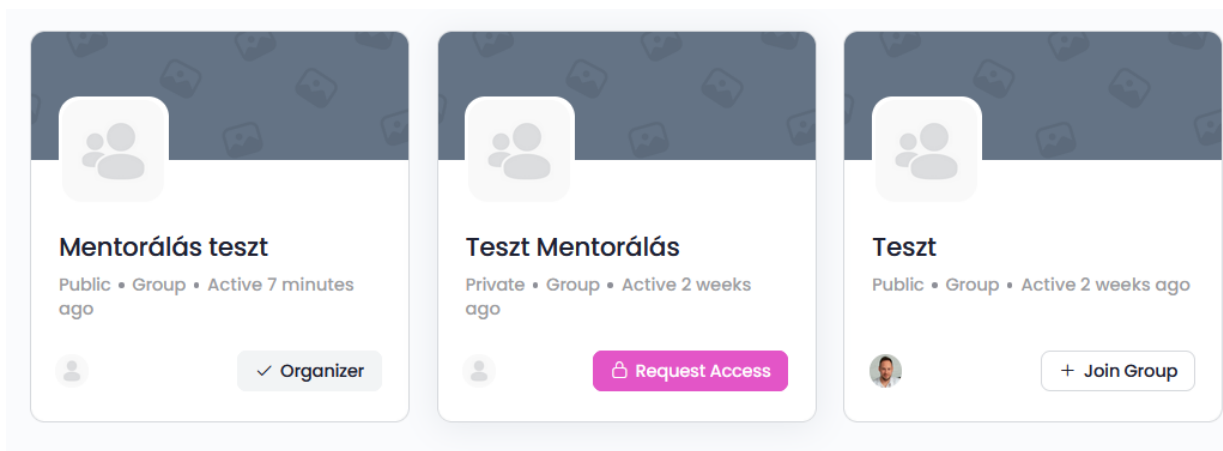 Mentorálás teszt
Public • Group • Active 7 minutes
ago
Organizer
Teszt Mentorálás
Private • Group • Active 2 weeks
ago
Request Access
Teszt
Public • Group • Active 2 weeks ago
+ Join Group